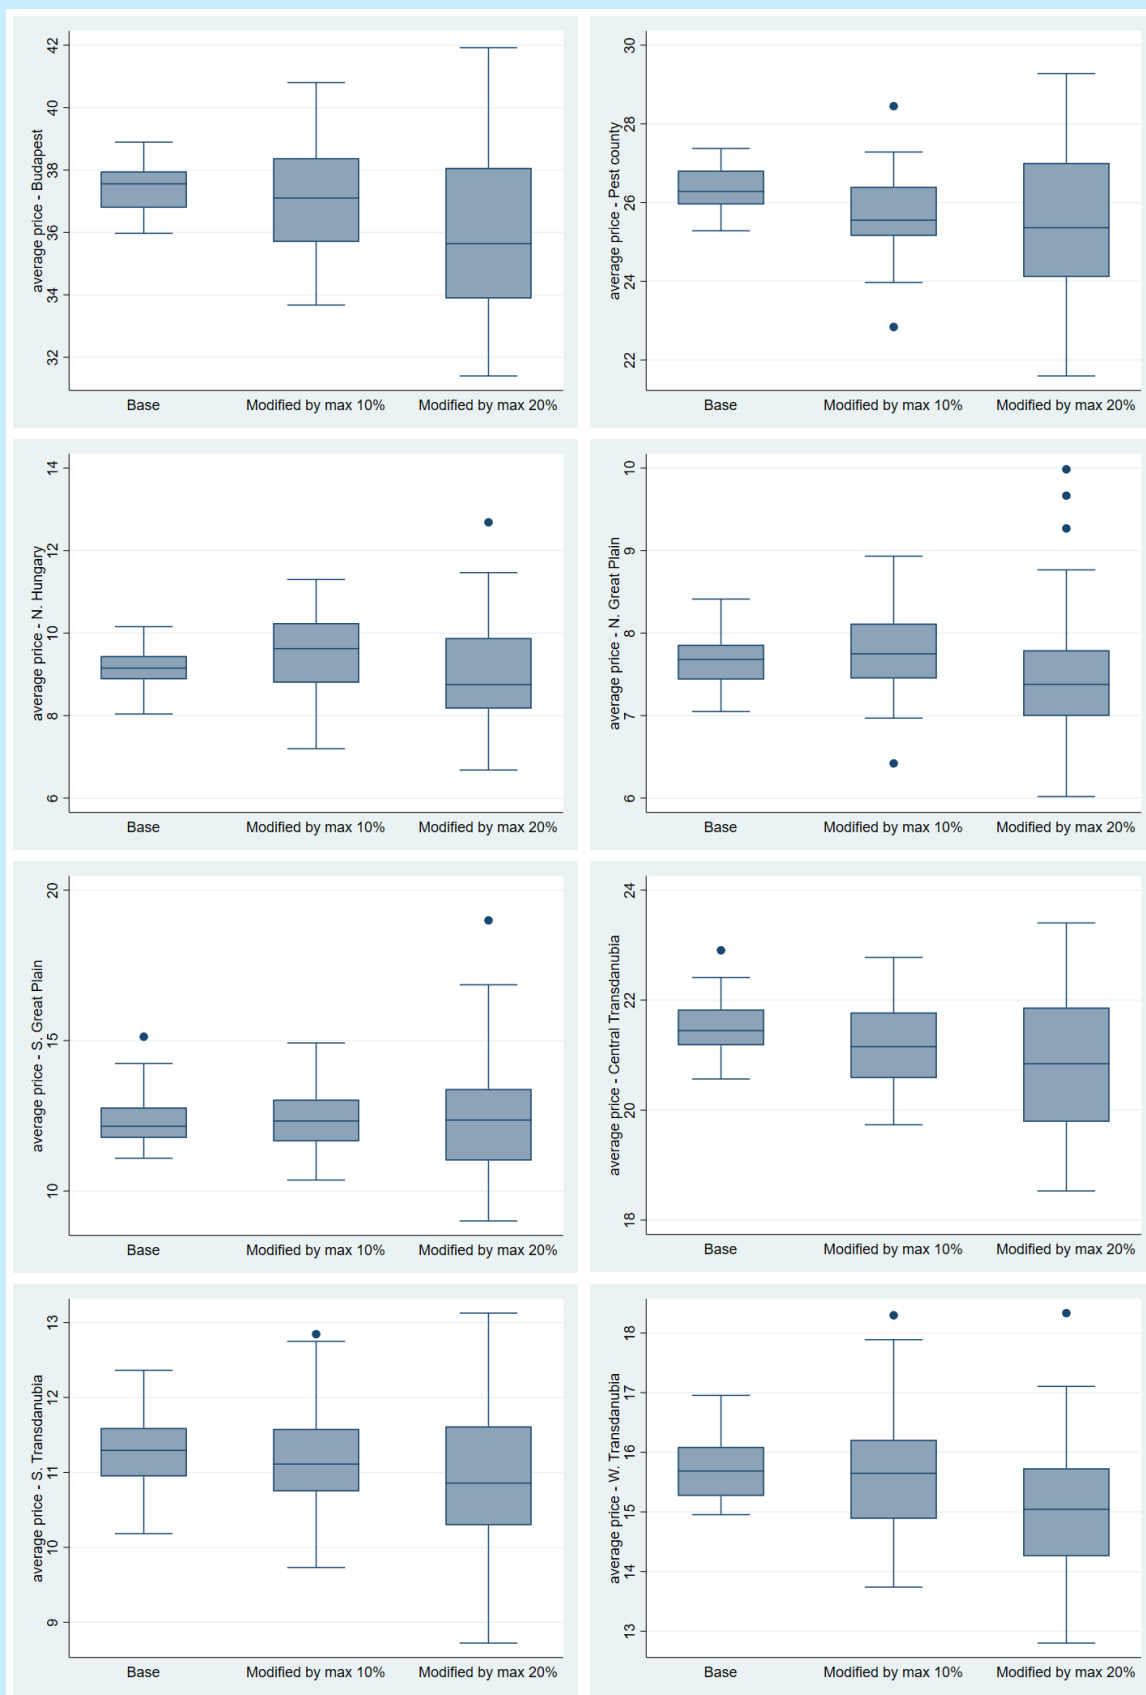 average price - Budapest
42
40
38
36
34
32
Base Modified by max 10% Modified by max 20%
average price - Pest county
30
28
26
24
22
Base Modified by max 10% Modified by max 20%
average price - N. Hungary
14
12
10
8
6
Base Modified by max 10% Modified by max 20%
average price - N. Great Plain
10
9
8
7
6
Base Modified by max 10% Modified by max 20%
average price - S. Great Plain
20
15
10
Base Modified by max 10% Modified by max 20%
average price - Central Transdanubia
24
22
20
18
Base Modified by max 10% Modified by max 20%
average price - S. Transdanubia
13
12
11
10
9
Base Modified by max 10% Modified by max 20%
average price - W. Transdanubia
18
17
16
15
14
13
Base Modified by max 10% Modified by max 20%